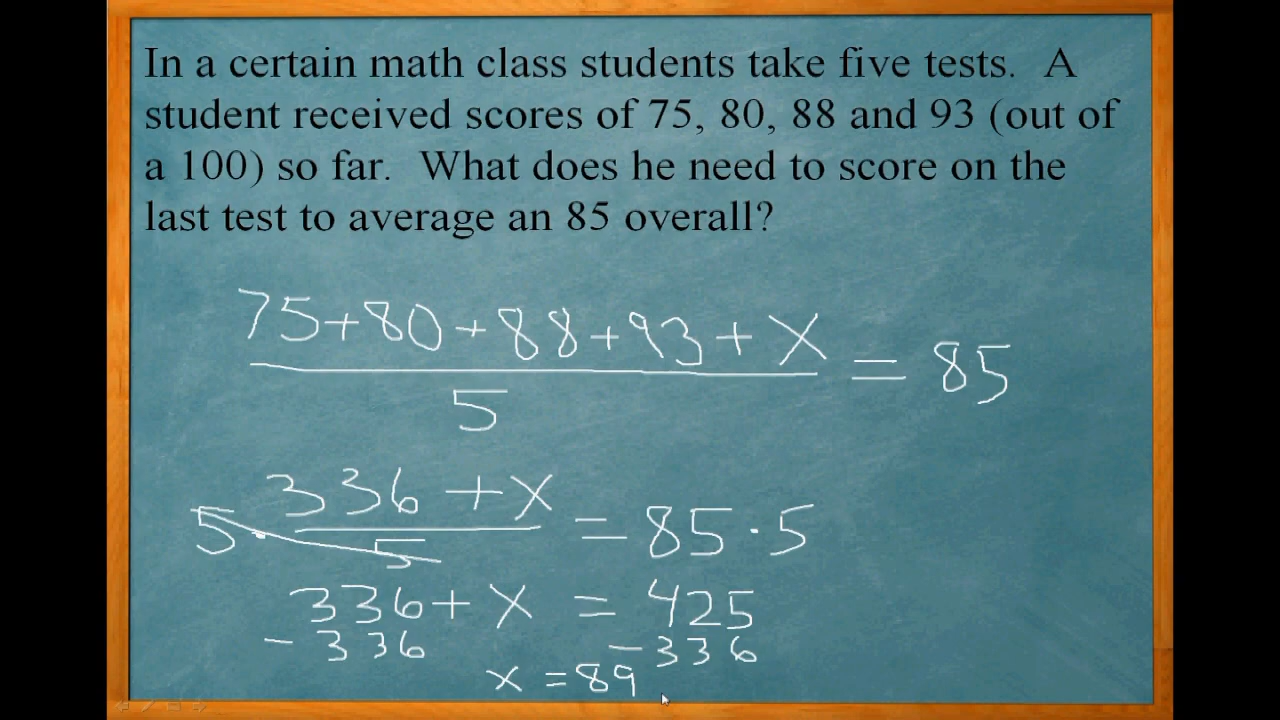 In a certain math class students take five tests.  A
student received scores of 75, 80, 88 and 93 (out of
a 100) so far.  What does he need to score on the
last test to average an 85 overall?
75+80+88+93+X
= 85
5
5. 336 +X = 85.5
5
336+ X = 425
-336 -336
x =89